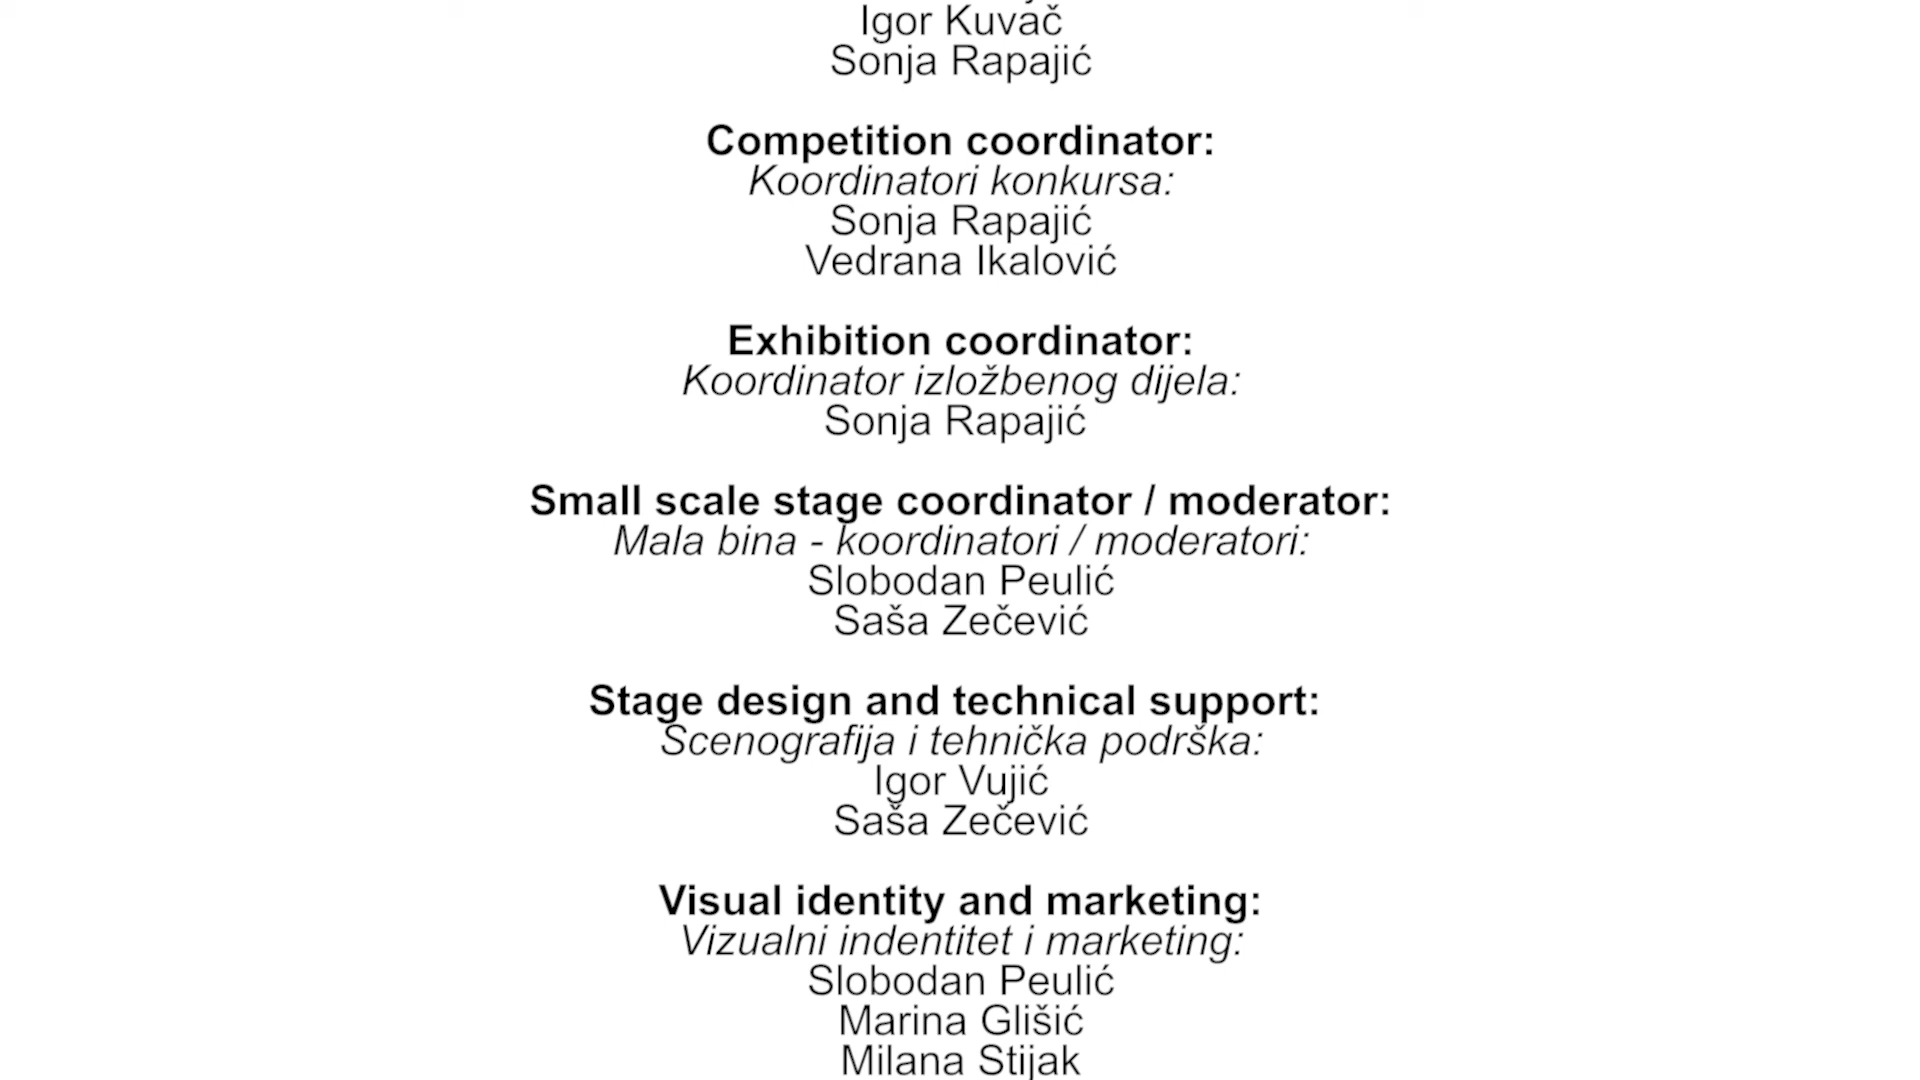 Igor Kuvač
Sonja Rapajić
Competition coordinator:
Koordinatori konkursa:
Sonja Rapajić
Vedrana Ikalović
Exhibition coordinator:
Koordinator izložbenog dijela:
Sonja Rapajić
Small scale stage coordinator / moderator:
Mala bina - koordinatori / moderatori:
Slobodan Peulić
Saša Zečević
Stage design and technical support:
Scenografija i tehnička podrška:
Igor Vujić
Saša Zečević
Visual identity and marketing:
Vizualni indentitet i marketing:
Slobodan Peulić
Marina Glišić
Milana Stijak